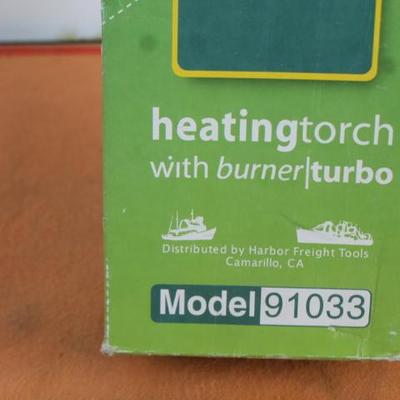 heatingtorch
with burner|turbo
Distributed by Harbor Freight Tools
Camarillo, CA
Model 91033